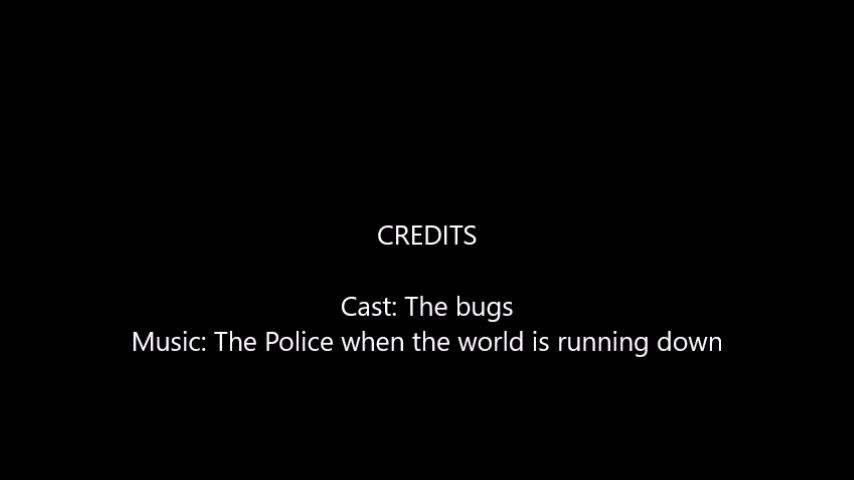 CREDITS
Cast: The bugs
Music: The Police when the world is running down